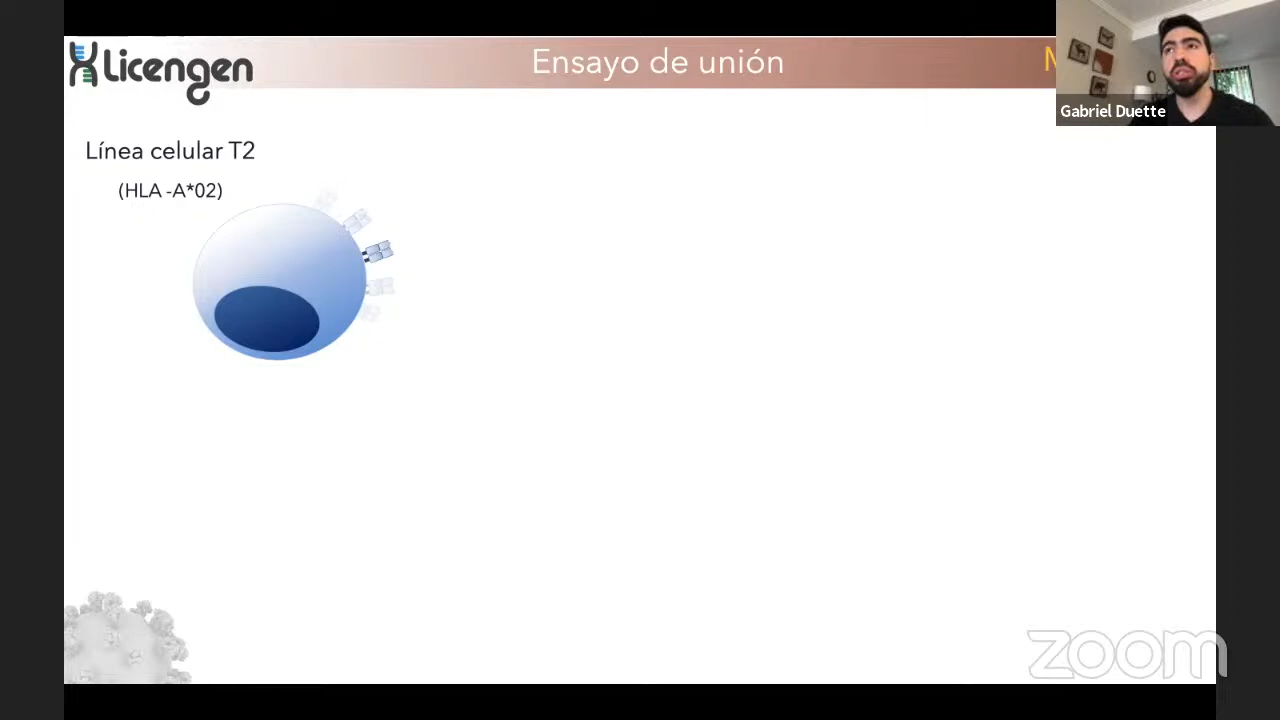 Licengen
Ensayo de unión
M
Gabriel Duette
Línea celular T2
(HLA -A*02)
zoom